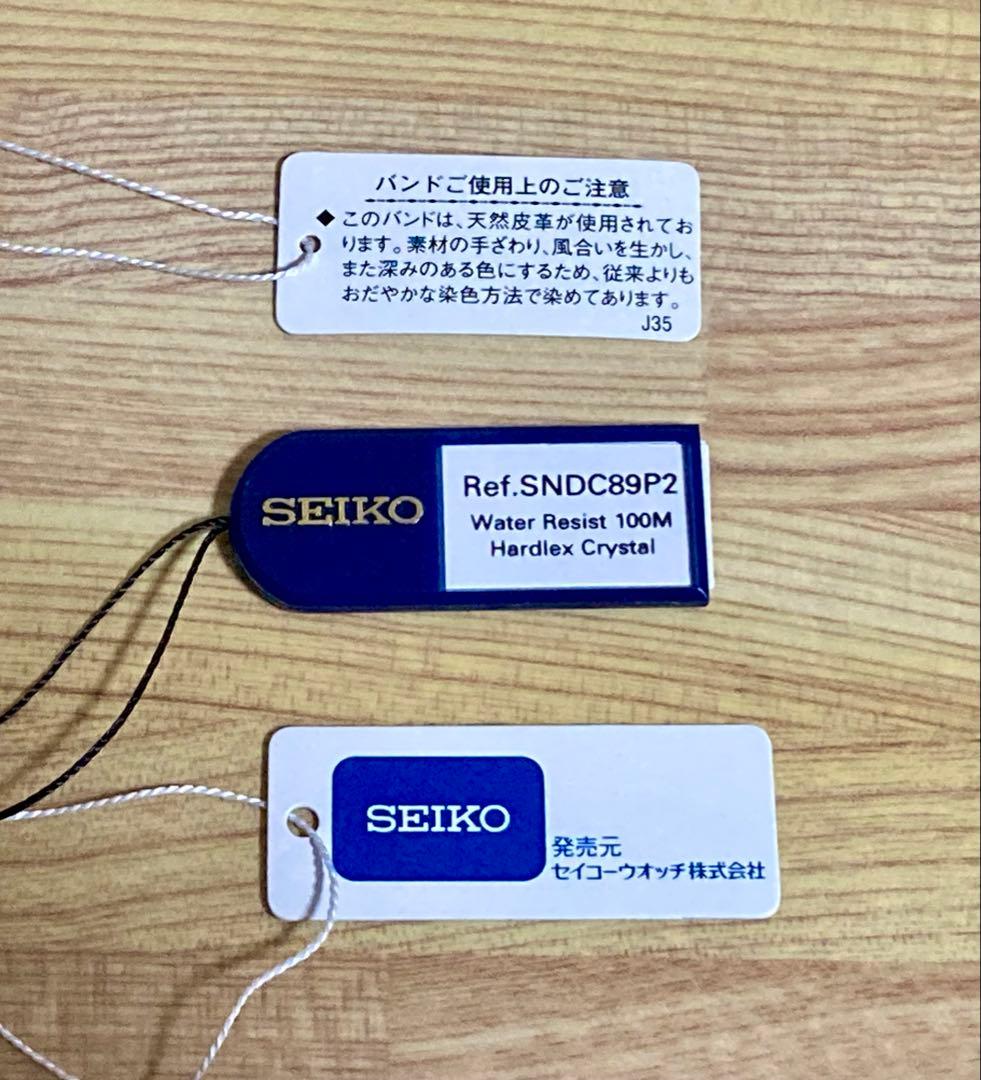 バンドご使用上のご注意
◆このバンドは、天然皮革が使用されてお
ります。素材の手ざわり、風合いを生かし、
また深みのある色にするため、従来よりも
おだやかな染色方法で染めてあります。
J35
SEIKO
Ref.SNDC89P2
Water Resist 100M
Hardlex Crystal
SEIKO
発売元
セイコーウオッチ株式会社